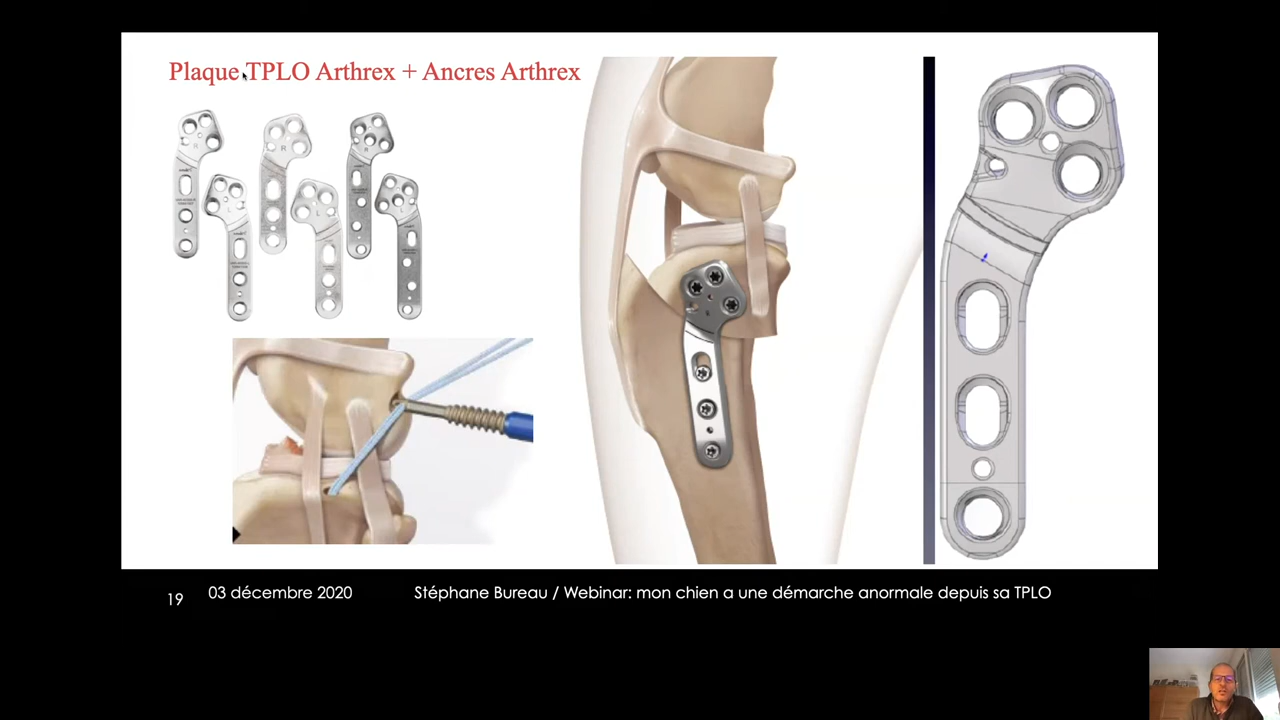 Plaque TPLO Arthrex + Ancres Arthrex
R
R
R
L
L
19
03 décembre 2020
Stéphane Bureau / Webinar: mon chien a une démarche anormale depuis sa TPLO